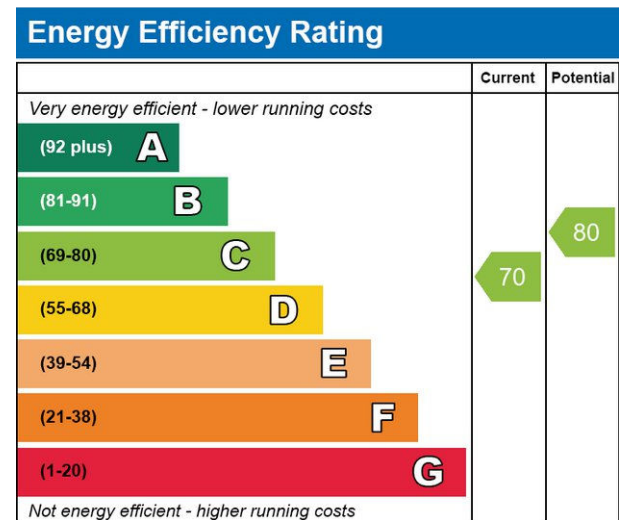 Energy Efficiency Rating
Current Potential
Very energy efficient - lower running costs
(92 plus) A
(81-91) B
(69-80) C
(55-68) D
(39-54) E
(21-38) F
(1-20) G
80
70
Not energy efficient - higher running costs